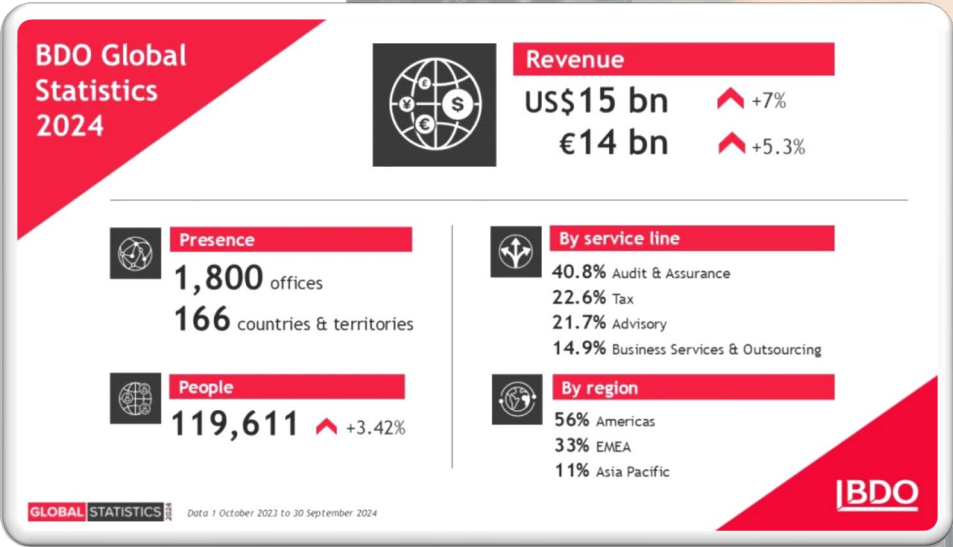 BDO Global
Statistics
2024
Revenue
US$15 bn +7%
€14 bn +5.3%
Presence
1,800 offices
166 countries & territories
People
119,611 +3.42%
By service line
40.8% Audit & Assurance
22.6% Tax
21.7% Advisory
14.9% Business Services & Outsourcing
By region
56% Americas
33% EMEA
11% Asia Pacific
GLOBAL STATISTICS 2024
Data 1 October 2023 to 30 September 2024
BDO